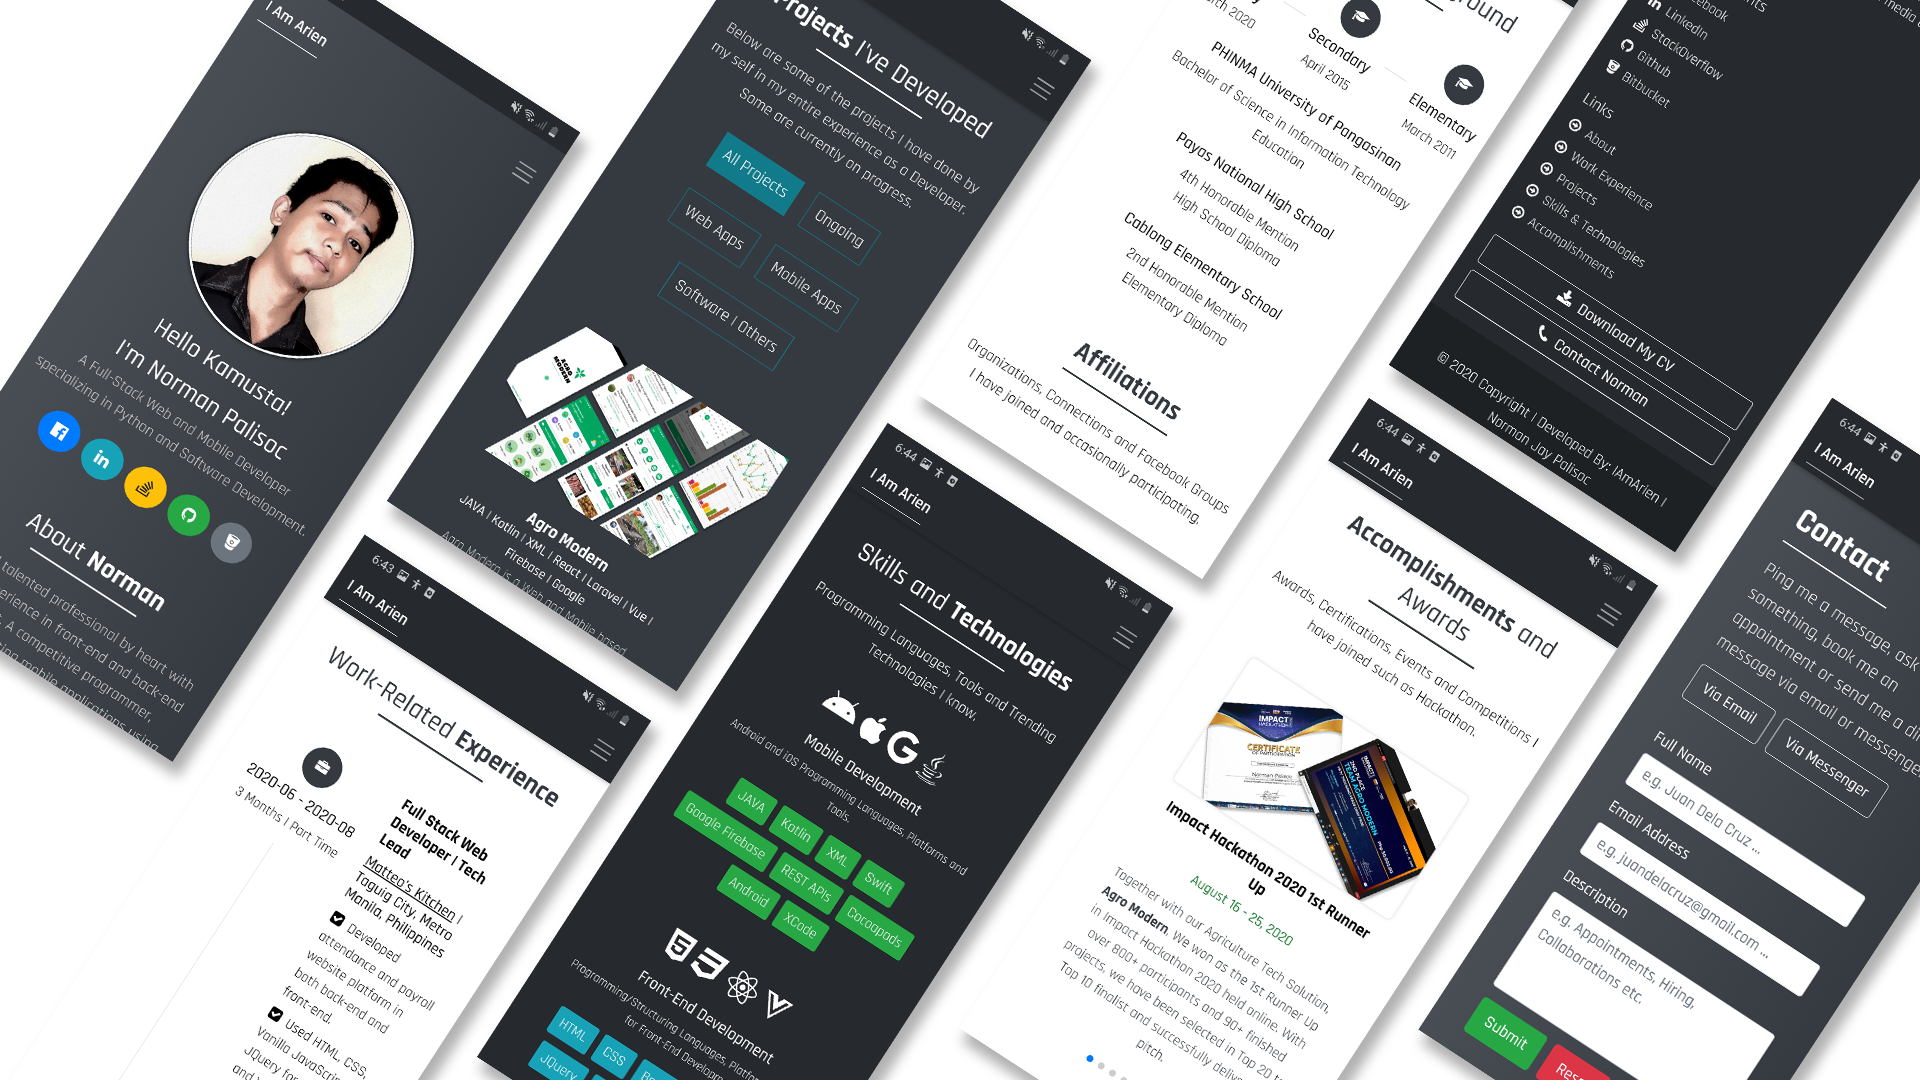 I Am Arien
Hello Kamusta!
I'm Norman Palisoc
A Full-Stack Web and Mobile Developer
specializing in Python and Software Development.
About Norman
talented professional by heart with
in front-end and back-end
A competitive programmer,
mobile applications using
6:43
I Am Arien
Work-Related Experience
2020-06 - 2020-08
3 Months | Part Time
Full Stack Web
Developer | Tech
Lead
Matteo's Kitchen |
Taguig City, Metro
Manila, Philippines
Developed
attendance and payroll
website platform in
both back-end and
front-end.
Used HTML, CSS,
Vanilla JavaScript
JQuery for
Projects I've Developed
Below are some of the projects I have done by
my self in my entire experience as a Developer.
Some are currently on progress.
All Projects
Ongoing
Web Apps
Mobile Apps
Software | Others
AGRO
MODERN
Agro Modern
JAVA | Kotlin | XML | React | Laravel | Vue |
Firebase | Google
Agro Modern is a Web and Mobile based
6:44
I Am Arien
Skills and Technologies
Programming Languages, Tools and Trending
Technologies I know.
Mobile Development
Android and iOS Programming Languages, Platforms and
Tools.
JAVA
Kotlin
XML
Swift
Google Firebase
REST APIs
Cocoapods
Android
XCode
Front-End Development
Programming/Structuring Languages,
for Front-End
HTML
CSS
JQuery
March 2020
Secondary
April 2015
Elementary
March 2011
PHINMA University of Pangasinan
Bachelor of Science in Information Technology
Education
Payas National High School
4th Honorable Mention
High School Diploma
Cablong Elementary School
2nd Honorable Mention
Elementary Diploma
Affiliations
Organizations, Connections and Facebook Groups
I have joined and occasionally participating.
6:44
I Am Arien
Accomplishments and
Awards
Awards, Certifications, Events and Competitions I
have joined such as Hackathon.
IMPACT
HACKATHON
CERTIFICATE
OF PARTICIPATION
Norman Palisoc
IMPACT
2ND PLACE
TEAM AGRO MODERN
Impact Hackathon 2020 1st Runner
Up
August 16 - 25, 2020
Together with our Agriculture Tech Solution,
Agro Modern. We won as the 1st Runner Up
in Impact Hackathon 2020 held online. With
over 800+ participants and 90+ finished
projects, we have been selected in Top 20 to
Top 10 finalist and successfully
pitch.
LinkedIn
StackOverflow
Github
Bitbucket
Links
About
Work Experience
Projects
Skills & Technologies
Accomplishments
Download My CV
Contact Norman
© 2020 Copyright | Developed By: IAmArien |
Norman Jay Palisoc
6:44
I Am Arien
Contact
Ping me a message, ask
something, book me an
appointment or send me a
message via email or
Via Email
Via Messenger
Full Name
e.g. Juan Dela Cruz ...
Email Address
e.g. juandelacruz@gmail.com ...
Description
e.g. Appointments, Hiring,
Collaborations etc.
Submit